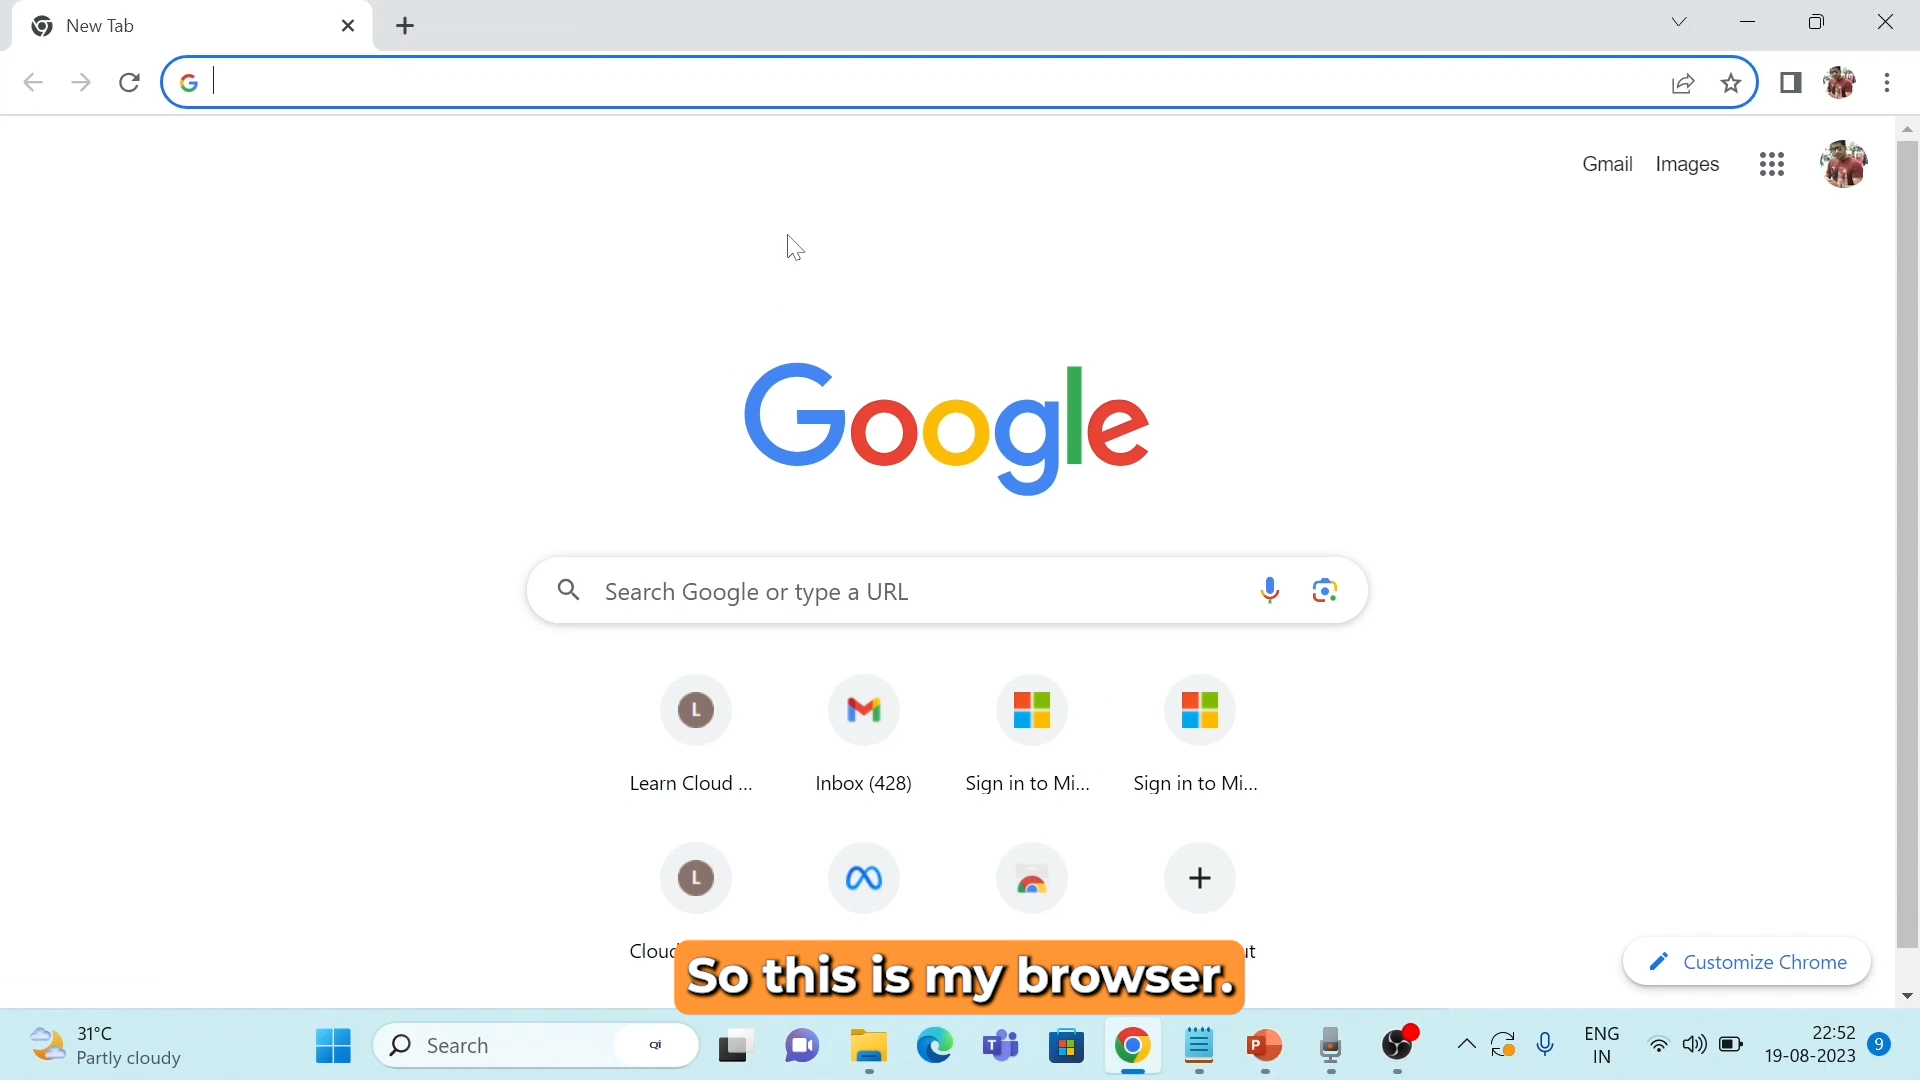 New Tab
Gmail Images
Google
Search Google or type a URL
L
Learn Cloud ...
Inbox (428)
Sign in to Mi...
Sign in to Mi...
L
So this is my browser.
Customize Chrome
31°C
Partly cloudy
Search
ENG
IN
22:52
19-08-2023
9